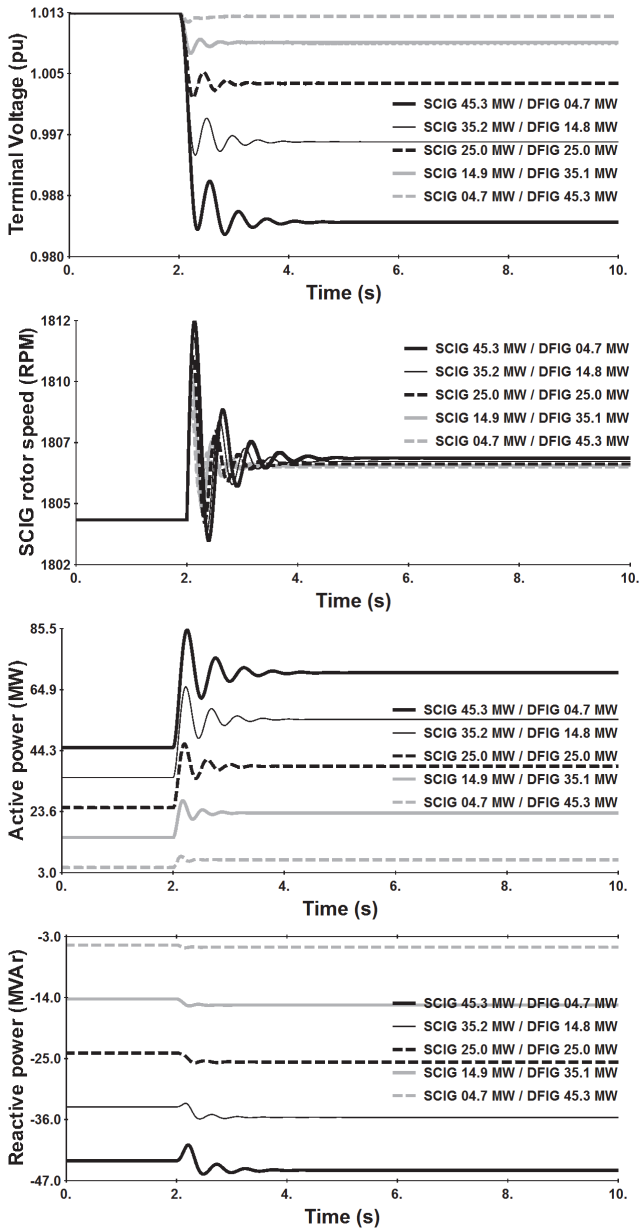 Terminal Voltage (pu)
1.013
1.005
0.997
0.988
0.980
SCIG 45.3 MW / DFIG 04.7 MW
SCIG 35.2 MW / DFIG 14.8 MW
SCIG 25.0 MW / DFIG 25.0 MW
SCIG 14.9 MW / DFIG 35.1 MW
SCIG 04.7 MW / DFIG 45.3 MW
0. 2. 4. 6. 8. 10.
Time (s)
SCIG rotor speed (RPM)
1812
1810
1807
1805
1802
SCIG 45.3 MW / DFIG 04.7 MW
SCIG 35.2 MW / DFIG 14.8 MW
SCIG 25.0 MW / DFIG 25.0 MW
SCIG 14.9 MW / DFIG 35.1 MW
SCIG 04.7 MW / DFIG 45.3 MW
0. 2. 4. 6. 8. 10.
Time (s)
Active power (MW)
85.5
64.9
44.3
23.6
3.0
SCIG 45.3 MW / DFIG 04.7 MW
SCIG 35.2 MW / DFIG 14.8 MW
SCIG 25.0 MW / DFIG 25.0 MW
SCIG 14.9 MW / DFIG 35.1 MW
SCIG 04.7 MW / DFIG 45.3 MW
0. 2. 4. 6. 8. 10.
Time (s)
Reactive power (MVAr)
-3.0
-14.0
-25.0
-36.0
-47.0
SCIG 45.3 MW / DFIG 04.7 MW
SCIG 35.2 MW / DFIG 14.8 MW
SCIG 25.0 MW / DFIG 25.0 MW
SCIG 14.9 MW / DFIG 35.1 MW
SCIG 04.7 MW / DFIG 45.3 MW
0. 2. 4. 6. 8. 10.
Time (s)